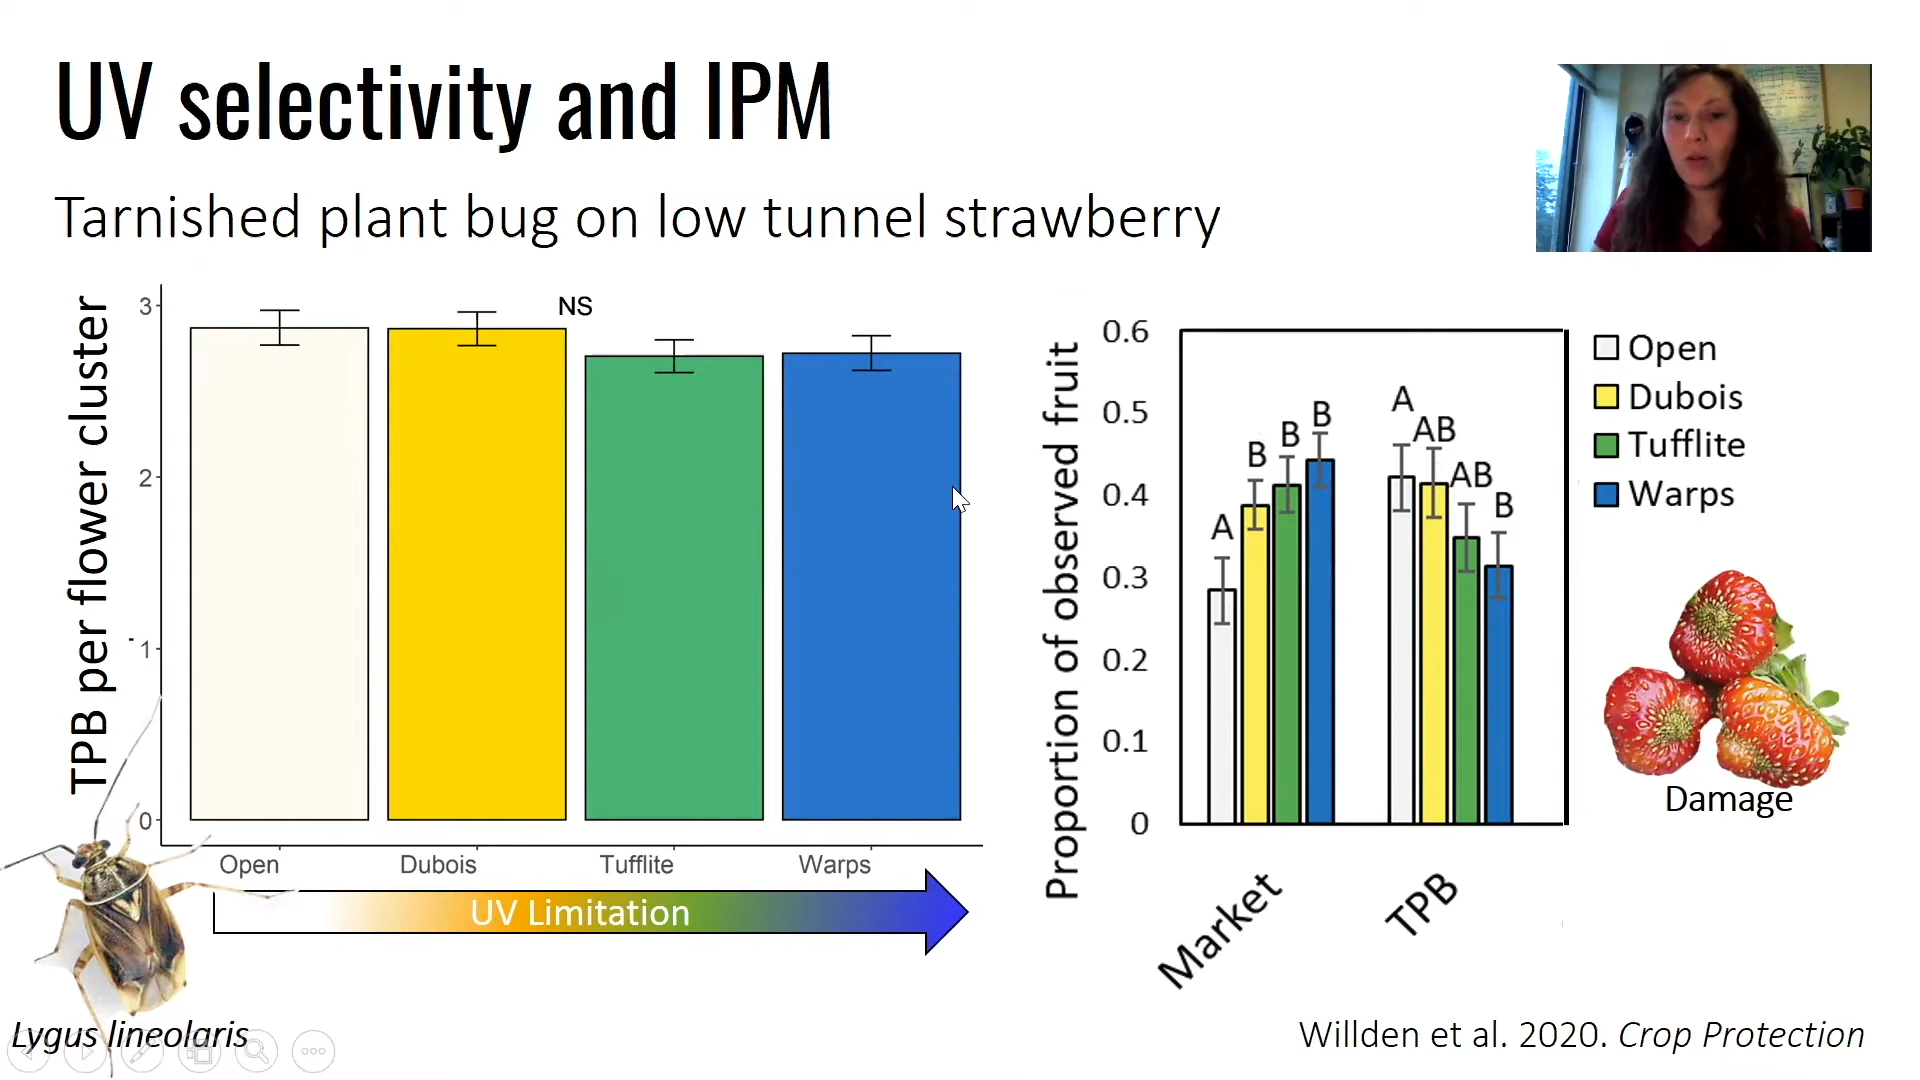 UV selectivity and IPM
Tarnished plant bug on low tunnel strawberry
TPB per flower cluster
3
2
1
0
NS
Open
Dubois
Tufflite
Warps
UV Limitation
Lygus lineolaris
Proportion of observed fruit
0.6
0.5
0.4
0.3
0.2
0.1
0
A
B
B
B
A
AB
AB
B
Market
TPB
Open
Dubois
Tufflite
Warps
Damage
Willden et al. 2020. Crop Protection